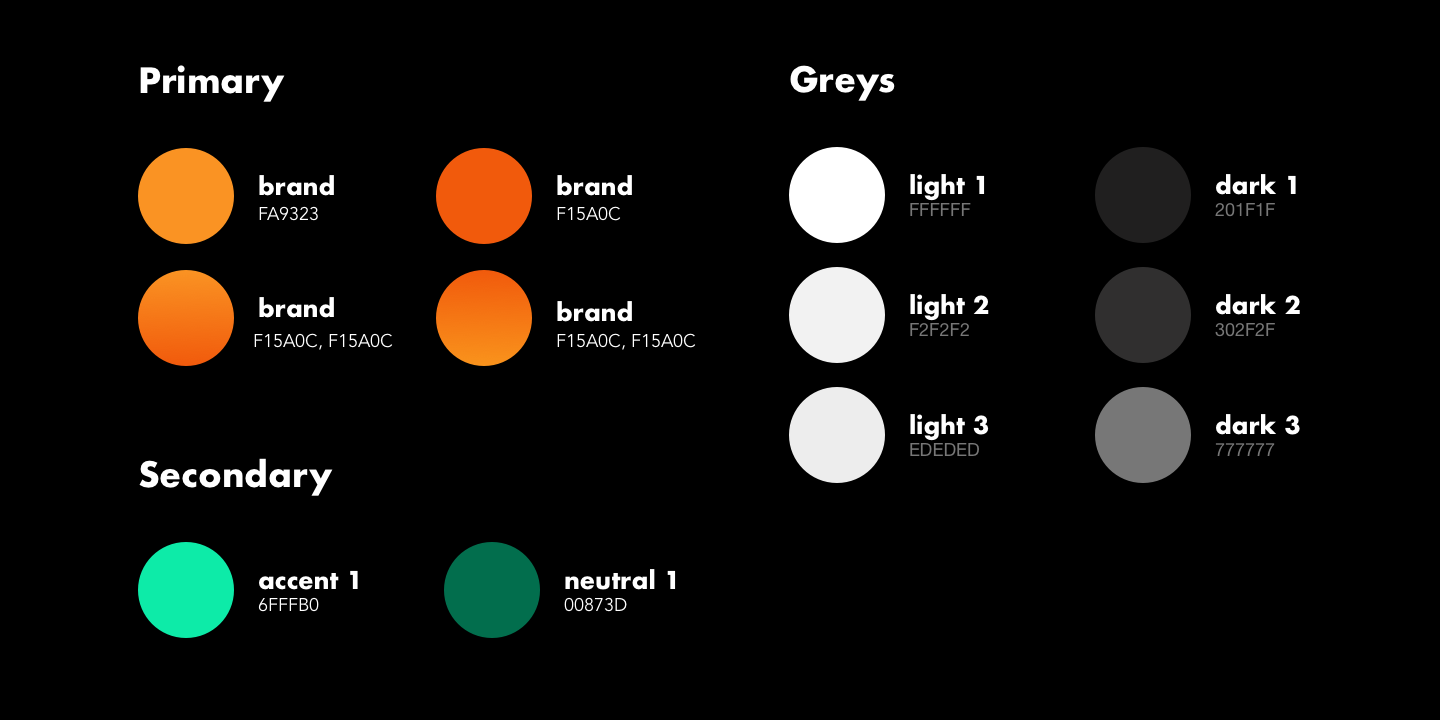 Primary
brand
FA9323
brand
F15A0C
brand
F15A0C, F15A0C
brand
F15A0C, F15A0C
Secondary
accent 1
6FFFB0
neutral 1
00873D
Greys
light 1
FFFFFF
dark 1
201F1F
light 2
F2F2F2
dark 2
302F2F
light 3
EDEDED
dark 3
777777